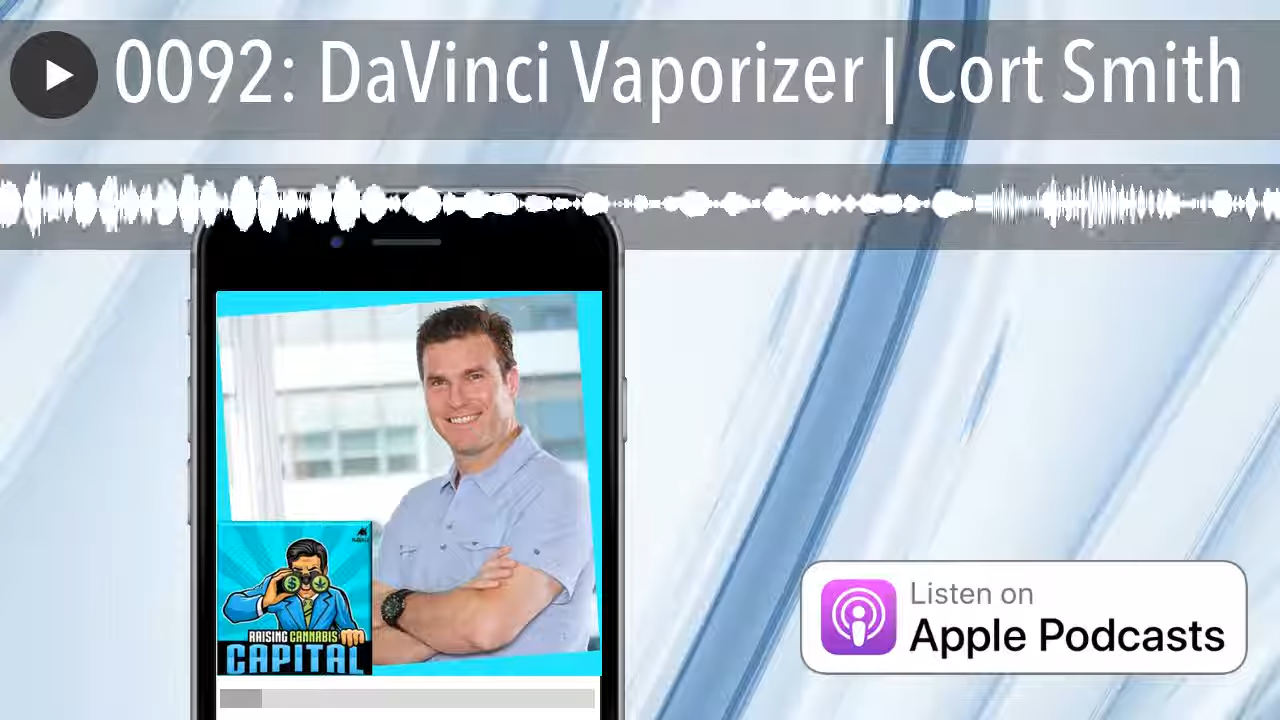 0092: DaVinci Vaporizer | Cort Smith
RAISING CANNABIS
CAPITAL
Listen on
Apple Podcasts